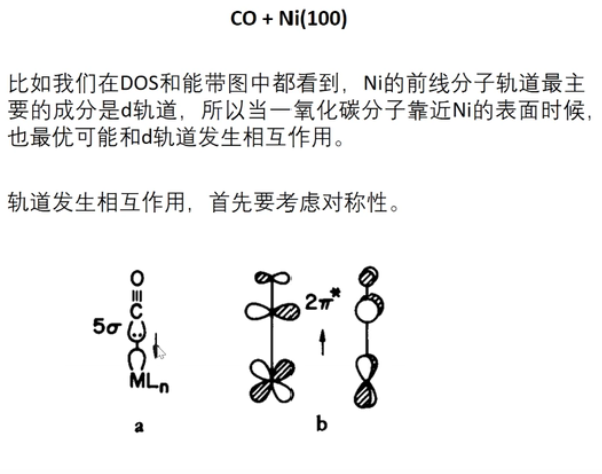 CO + Ni(100)
比如我们在DOS和能带图中都看到，Ni的前线分子轨道最主
要的成分是d轨道，所以当一氧化碳分子靠近Ni的表面时候，
也最优可能和d轨道发生相互作用。
轨道发生相互作用，首先要考虑对称性。
O
C
5σ
MLn
a
2π*
b